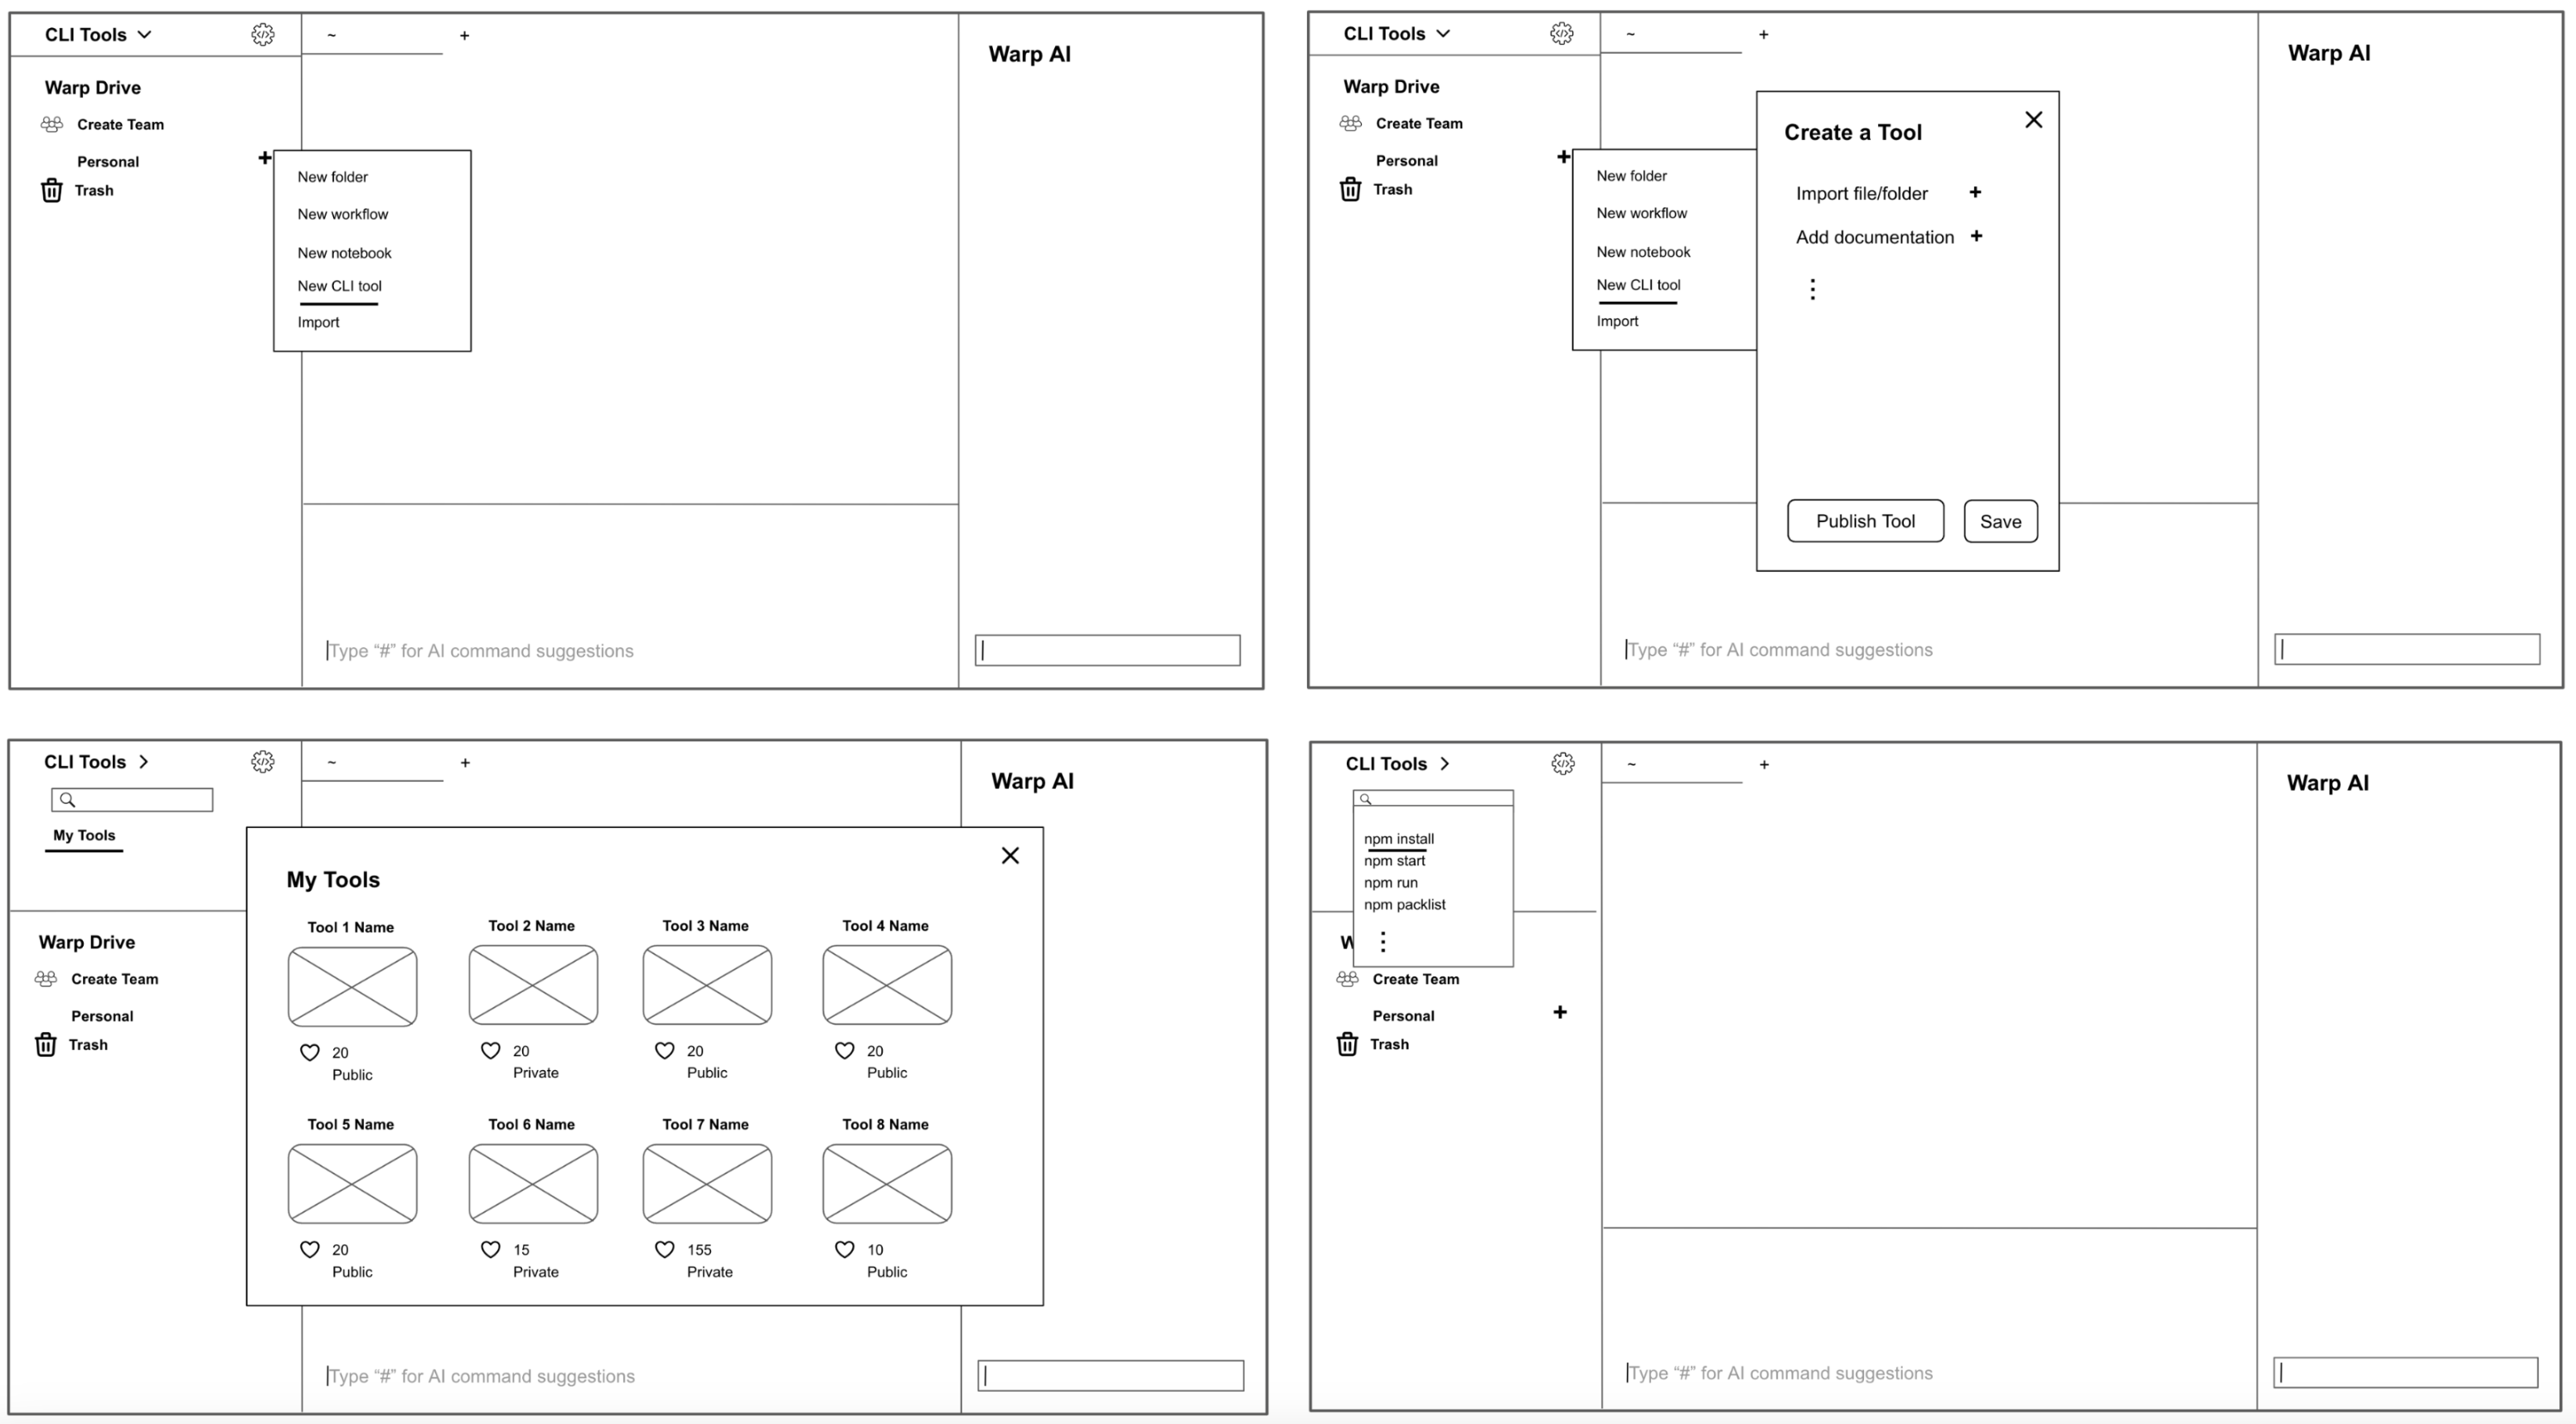 CLI Tools
~ +
Warp AI
Warp Drive
Create Team
Personal +
Trash
New folder
New workflow
New notebook
New CLI tool
Import
Type “#” for AI command suggestions
CLI Tools
~ +
Warp AI
Warp Drive
Create Team
Personal +
Trash
New folder
New workflow
New notebook
New CLI tool
Import
Create a Tool
Import file/folder +
Add documentation +
Publish Tool Save
Type “#” for AI command suggestions
CLI Tools
~ +
Warp AI
My Tools
Warp Drive
Create Team
Personal
Trash
My Tools
Tool 1 Name Tool 2 Name Tool 3 Name Tool 4 Name
20 20 20 20
Public Private Public Public
Tool 5 Name Tool 6 Name Tool 7 Name Tool 8 Name
20 15 155 10
Public Private Private Public
Type “#” for AI command suggestions
CLI Tools
~ +
Warp AI
npm install
npm start
npm run
npm packlist
Create Team
Personal +
Trash
Type “#” for AI command suggestions